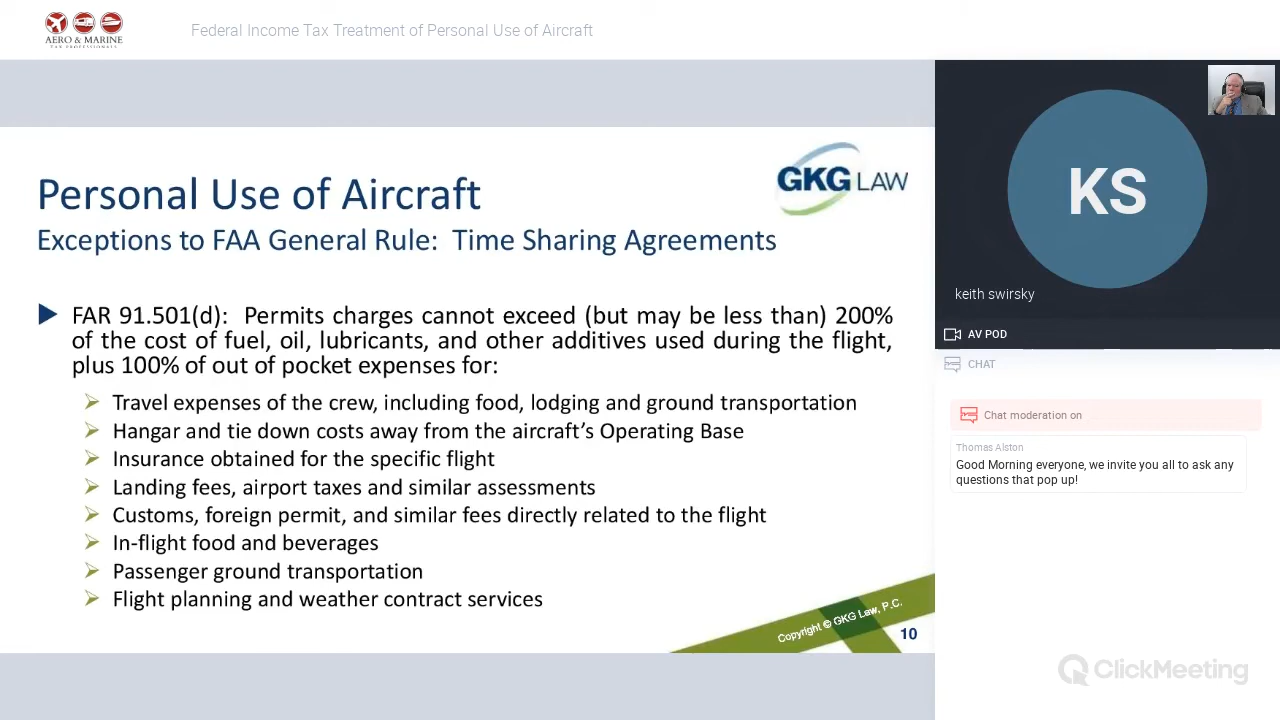 AERO & MARINE
TAX PROFESSIONALS
Federal Income Tax Treatment of Personal Use of Aircraft
GKG LAW
Personal Use of Aircraft
Exceptions to FAA General Rule:  Time Sharing Agreements
FAR 91.501(d):  Permits charges cannot exceed (but may be less than) 200%
of the cost of fuel, oil, lubricants, and other additives used during the flight,
plus 100% of out of pocket expenses for:
Travel expenses of the crew, including food, lodging and ground transportation
Hangar and tie down costs away from the aircraft’s Operating Base
Insurance obtained for the specific flight
Landing fees, airport taxes and similar assessments
Customs, foreign permit, and similar fees directly related to the flight
In-flight food and beverages
Passenger ground transportation
Flight planning and weather contract services
Copyright © GKG Law, P.C.
10
KS
keith swirsky
AV POD
CHAT
Chat moderation on
Thomas Alston
Good Morning everyone, we invite you all to ask any
questions that pop up!
ClickMeeting